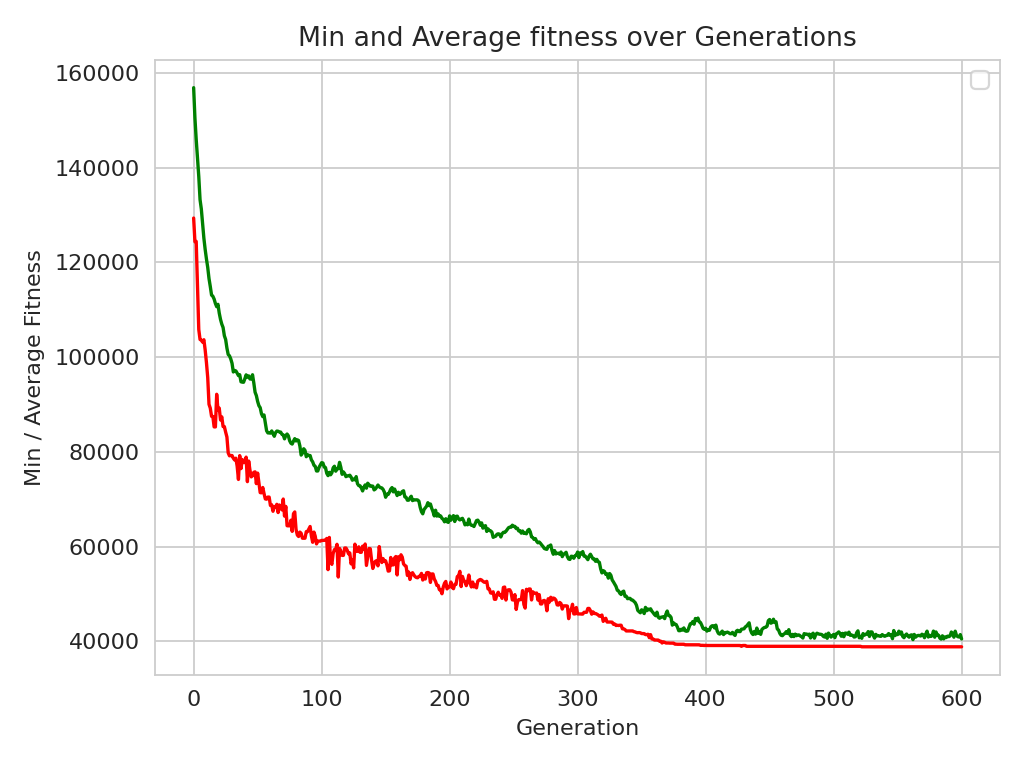 Min and Average fitness over Generations
160000
140000
120000
100000
80000
60000
40000
Min / Average Fitness
0 100 200 300 400 500 600
Generation